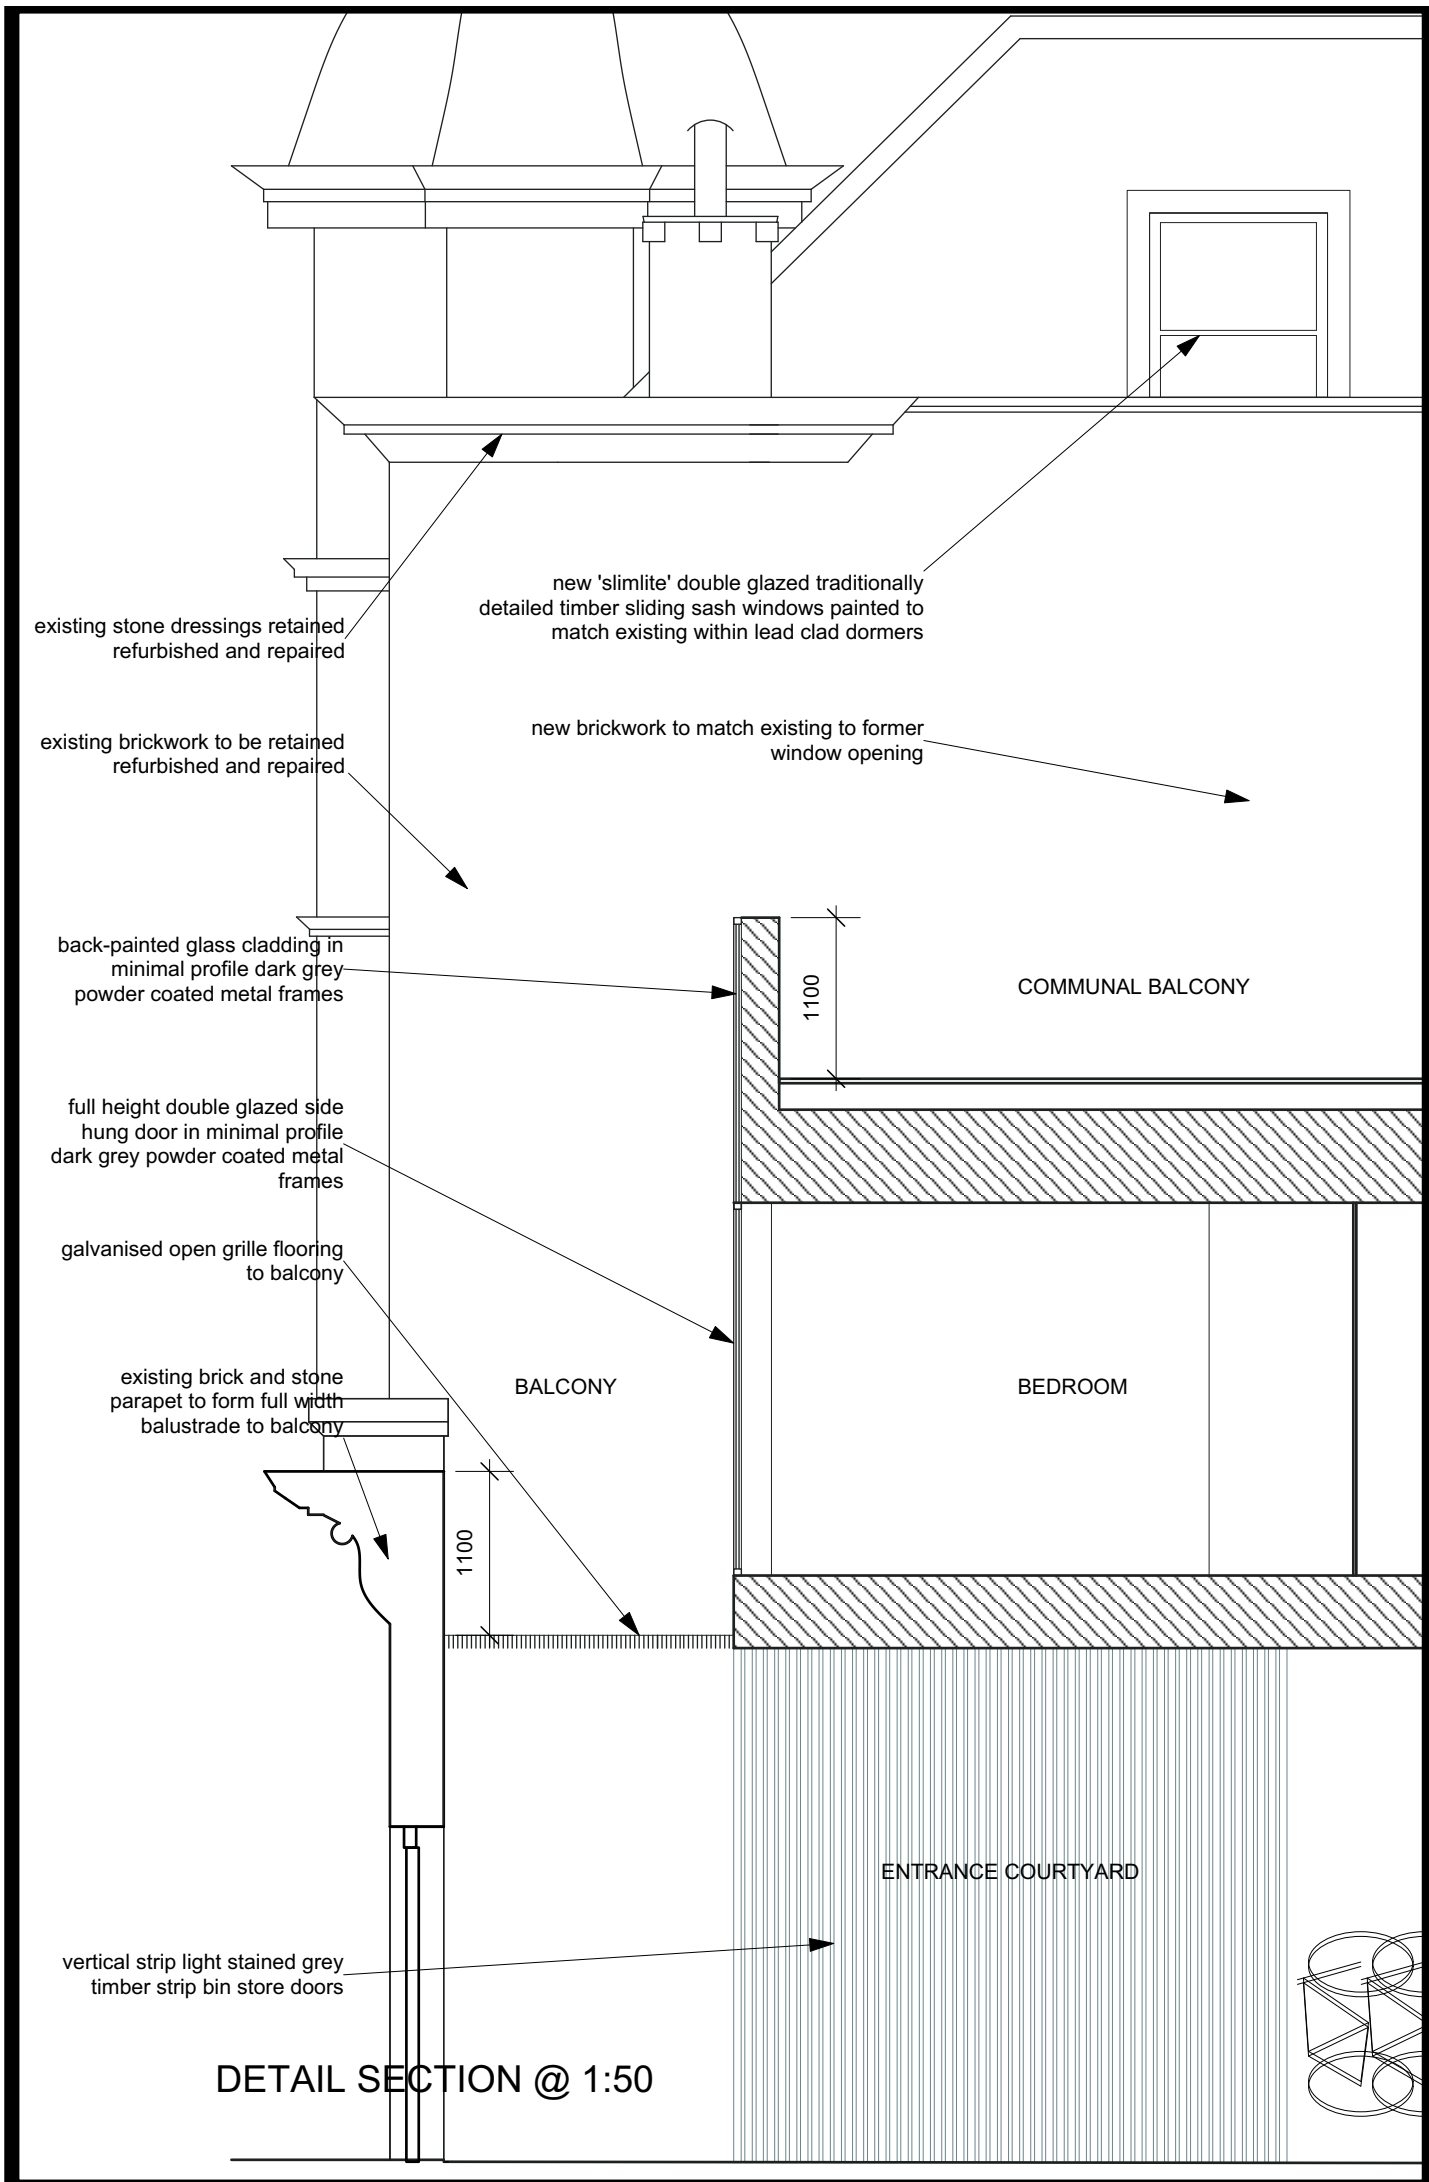 new 'slimlite' double glazed traditionally
detailed timber sliding sash windows painted to
match existing within lead clad dormers
existing stone dressings retained
refurbished and repaired
new brickwork to match existing to former
window opening
existing brickwork to be retained
refurbished and repaired
back-painted glass cladding in
minimal profile dark grey
powder coated metal frames
1100
COMMUNAL BALCONY
full height double glazed side
hung door in minimal profile
dark grey powder coated metal
frames
galvanised open grille flooring
to balcony
existing brick and stone
parapet to form full width
balustrade to balcony
BALCONY
BEDROOM
1100
ENTRANCE COURTYARD
vertical strip light stained grey
timber strip bin store doors
DETAIL SECTION @ 1:50